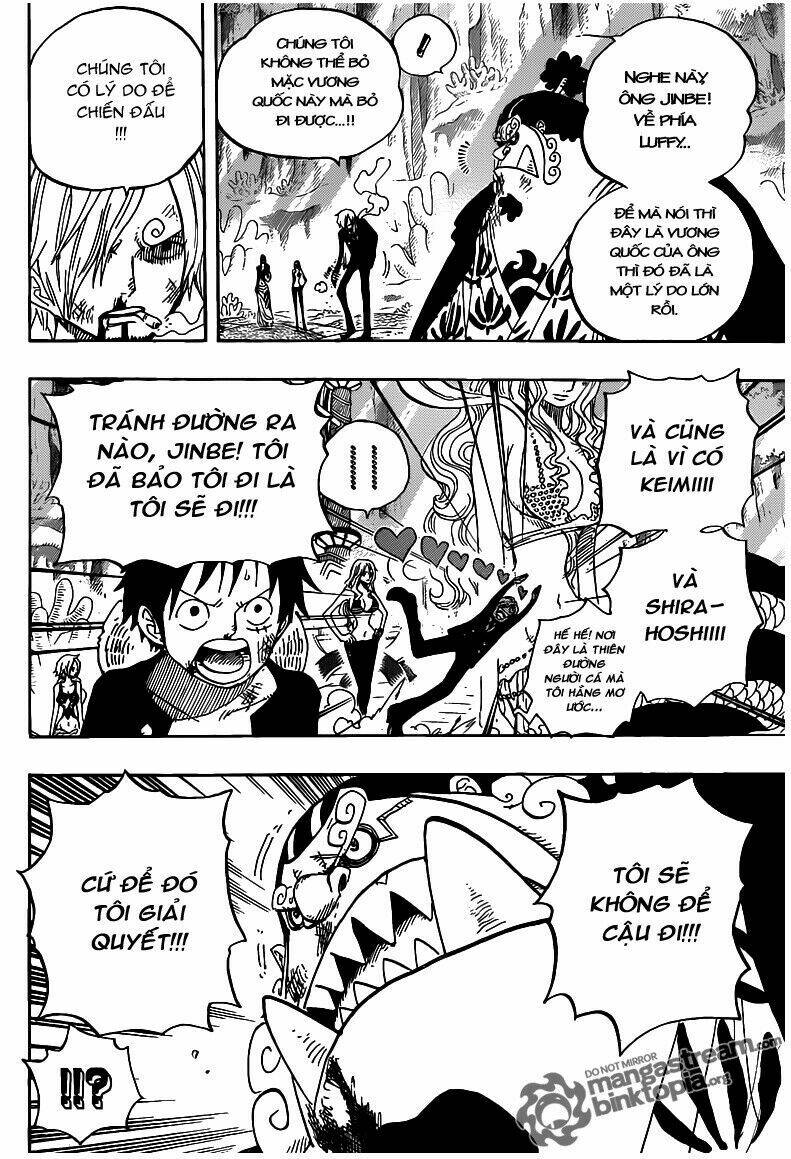 NGHE NÀY
ÔNG JINBE!
VỀ PHÍA
LUFFY..
ĐỂ MÀ NÓI THÌ
ĐÂY LÀ VƯƠNG
QUỐC CỦA ÔNG
THÌ ĐÓ ĐÃ LÀ
MỘT LÝ DO LỚN
RỒI.
!
CHÚNG TÔI
KHÔNG THỂ BỎ
MẶC VƯƠNG
QUỐC NÀY MÀ BỎ
ĐI ĐƯỢC...!!
CHÚNG TÔI
CÓ LÝ DO ĐỂ
CHIẾN ĐẤU
!!!
VÀ CŨNG
LÀ VÌ CÓ
KEIMIIII
VÀ
SHIRA-
HOSHIIII
HẾ HẾ! NƠI
ĐÂY LÀ THIÊN
ĐƯỜNG
NGƯỜI CÁ MÀ
TÔI HẰNG MƠ
ƯỚC...
TRÁNH ĐƯỜNG RA
NÀO, JINBE! TÔI
ĐÃ BẢO TÔI ĐI LÀ
TÔI SẼ ĐI!!!
TÔI SẼ
KHÔNG ĐỂ
CẬU ĐI!!!
CỨ ĐỂ ĐÓ
TÔI GIẢI
QUYẾT!!!
!!?
DO NOT MIRROR
mangastream.com
binktopia.org